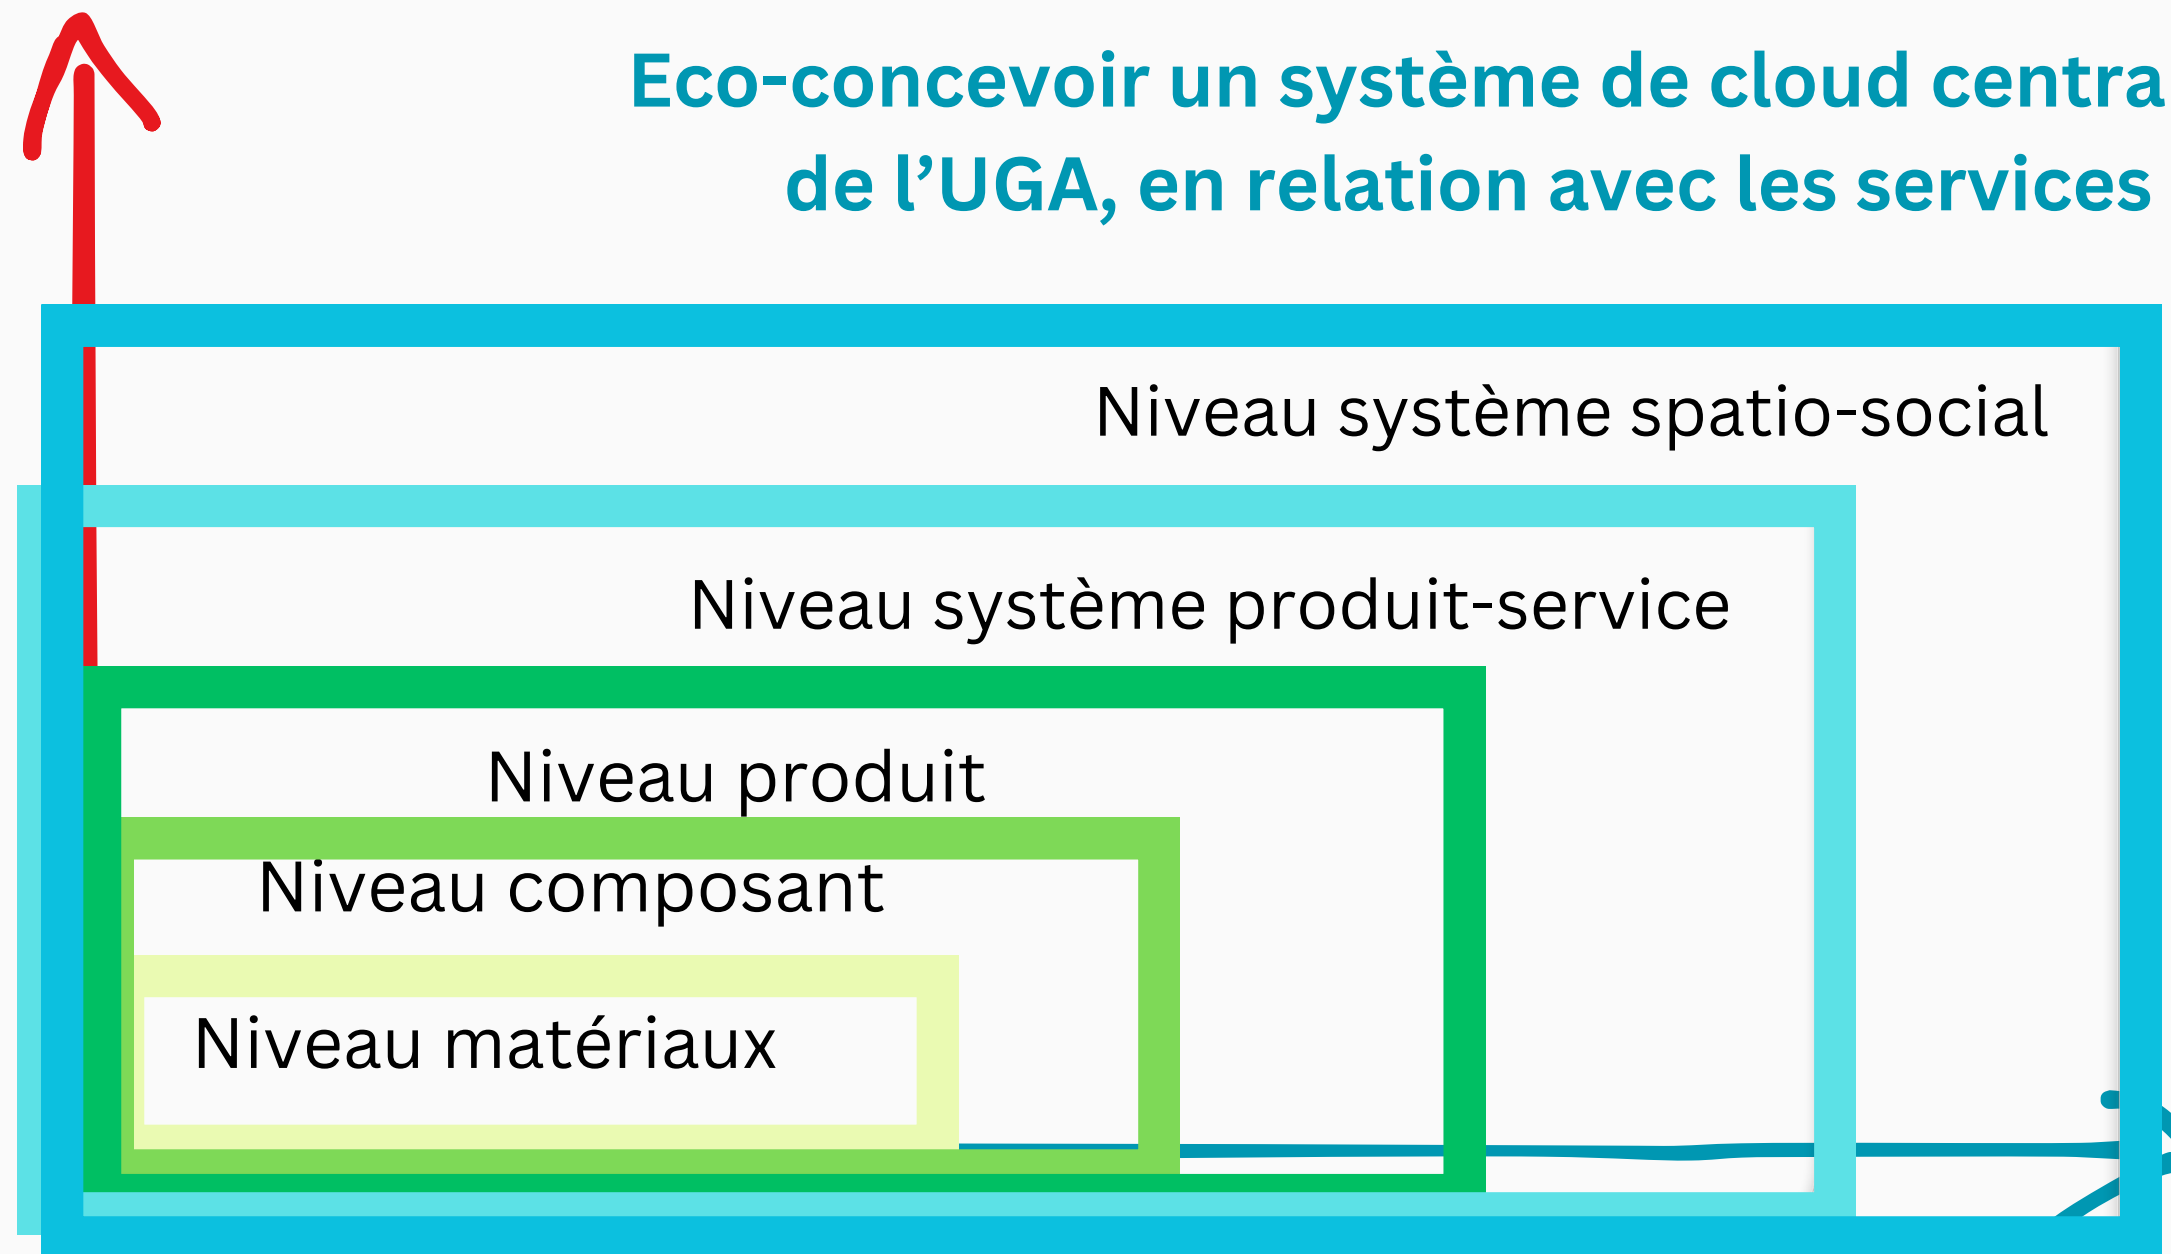 Eco-concevoir un système de cloud centra
de l’UGA, en relation avec les services
Niveau système spatio-social
Niveau système produit-service
Niveau produit
Niveau composant
Niveau matériaux